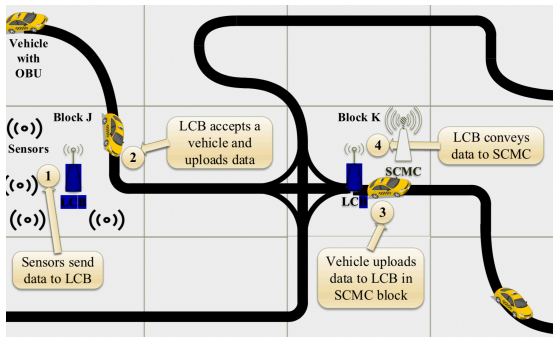 Vehicle
with
OBU
Block J
LCB accepts a
vehicle and
uploads data
2
Block K
4
LCB conveys
data to SCMC
SCMC
Sensors
1
LCB
LCB
3
Sensors send
data to LCB
Vehicle uploads
data to LCB in
SCMC block